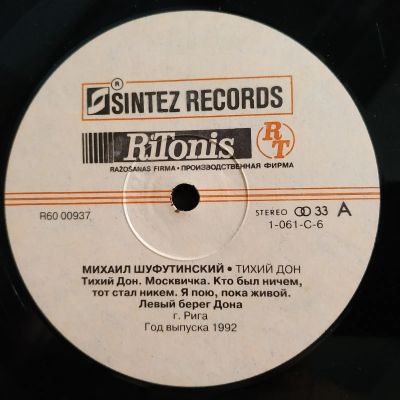 ®
SINTEZ RECORDS
RiTonis
RT
RAŽOŠANAS FIRMA • ПРОИЗВОДСТВЕННАЯ ФИРМА
R60 00937
STEREO 33 A
1-061-C-6
МИХАИЛ ШУФУТИНСКИЙ • ТИХИЙ ДОН
Тихий Дон. Москвичка. Кто был ничем,
тот стал никем. Я пою, пока живой.
Левый берег Дона
г. Рига
Год выпуска 1992